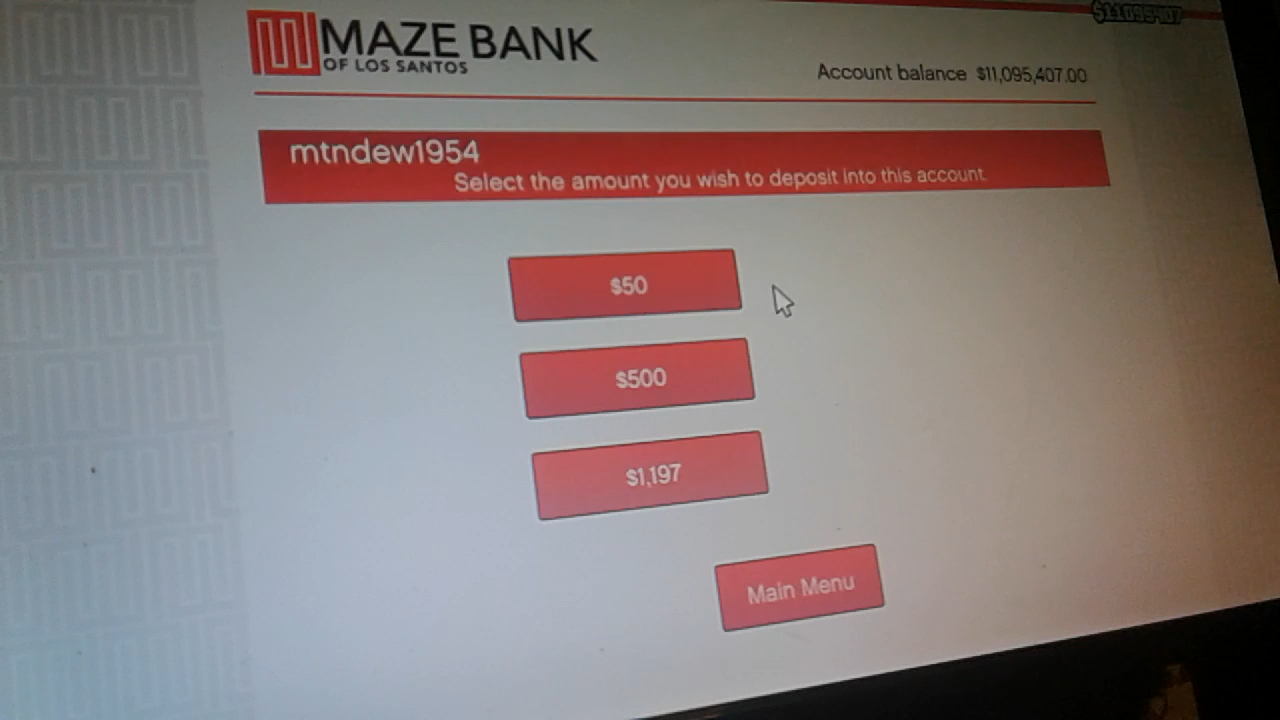 $11095407
MAZE BANK
OF LOS SANTOS
Account balance $11,095,407.00
mtndew1954
Select the amount you wish to deposit into this account.
$50
$500
$1,197
Main Menu